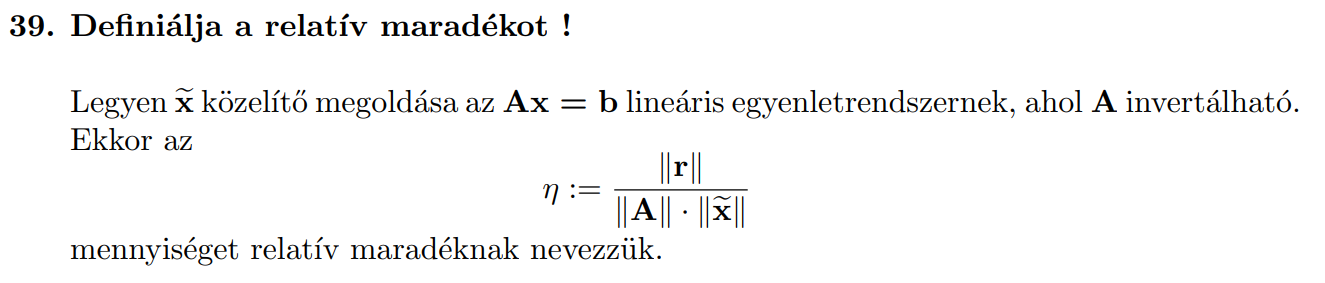 39. Definiálja a relatív maradékot !
Legyen x̃ közelítő megoldása az Ax = b lineáris egyenletrendszernek, ahol A invertálható.
Ekkor az
η := ‖r‖ / (‖A‖ · ‖x̃‖)
mennyiséget relatív maradéknak nevezzük.